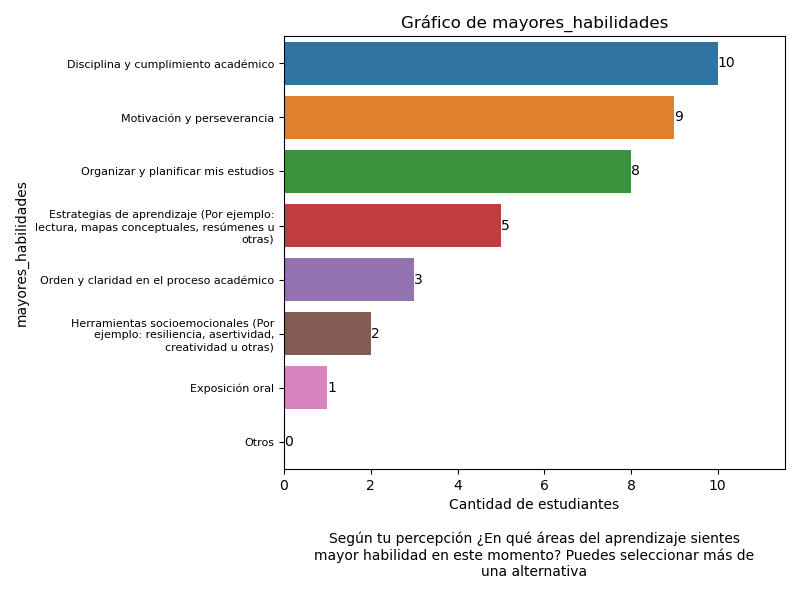 Gráfico de mayores_habilidades
Disciplina y cumplimiento académico
10
Motivación y perseverancia
9
Organizar y planificar mis estudios
8
Estrategias de aprendizaje (Por ejemplo:
lectura, mapas conceptuales, resúmenes u
otras)
5
Orden y claridad en el proceso académico
3
Herramientas socioemocionales (Por
ejemplo: resiliencia, asertividad,
creatividad u otras)
2
Exposición oral
1
Otros
0
mayores_habilidades
0 2 4 6 8 10
Cantidad de estudiantes
Según tu percepción ¿En qué áreas del aprendizaje sientes
mayor habilidad en este momento? Puedes seleccionar más de
una alternativa